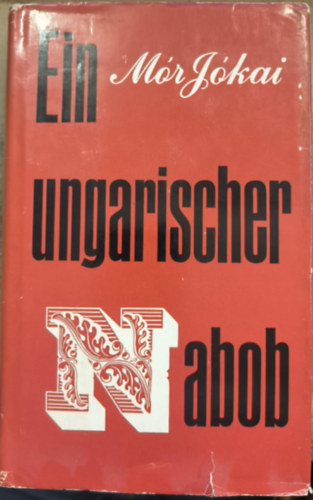 Ein
Mór Jókai
ungarischer
Nabob